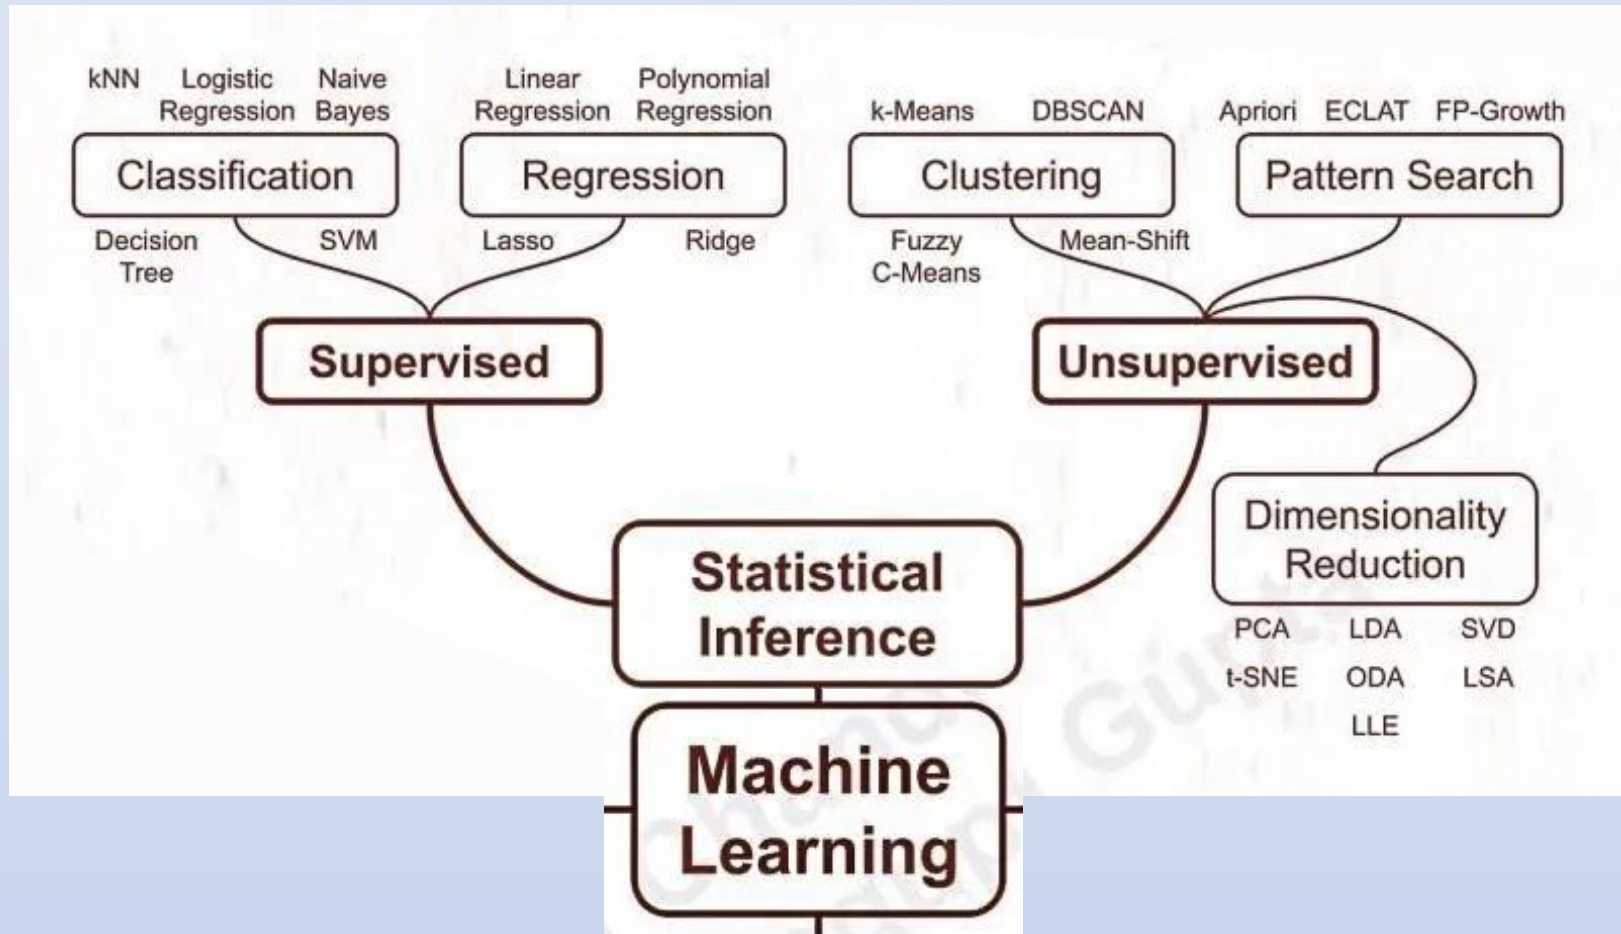 kNN Logistic Regression Naive Bayes
Classification
Decision Tree SVM
Linear Regression Polynomial Regression
Regression
Lasso Ridge
k-Means DBSCAN
Clustering
Fuzzy C-Means Mean-Shift
Apriori ECLAT FP-Growth
Pattern Search
Supervised
Unsupervised
Dimensionality
Reduction
PCA LDA SVD
t-SNE ODA LSA
LLE
Statistical
Inference
Machine
Learning
Gupta